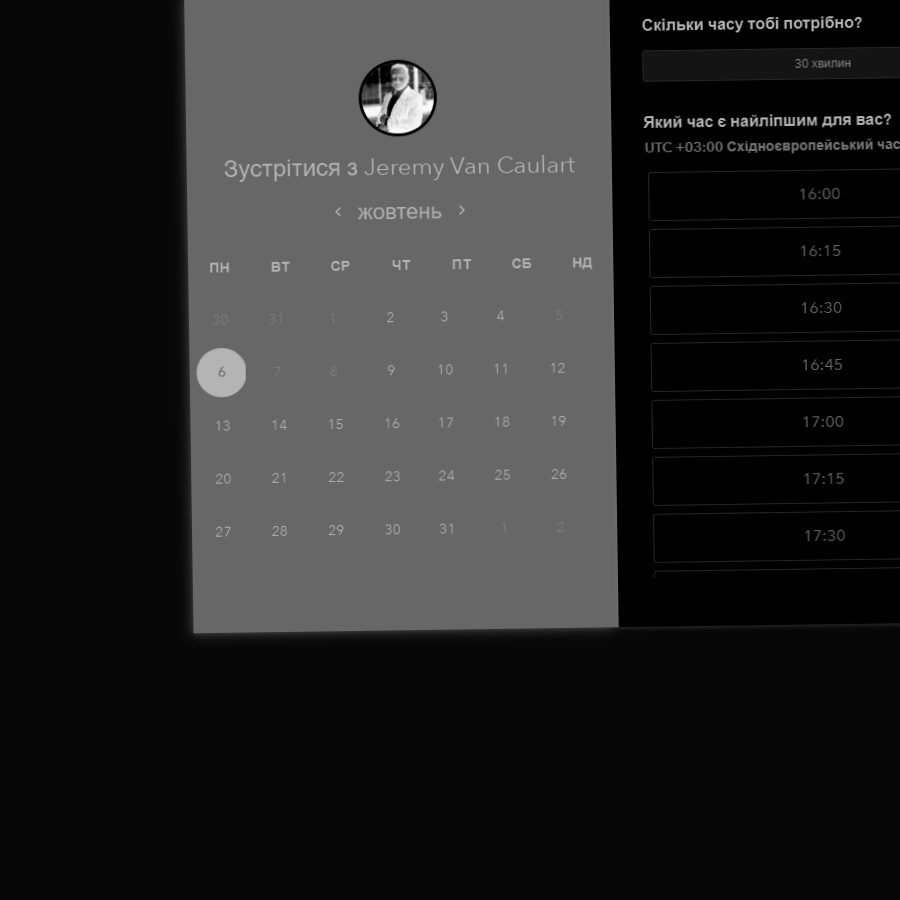 Зустрітися з Jeremy Van Caulart
‹ жовтень ›
ПН ВТ СР ЧТ ПТ СБ НД
30 31 1 2 3 4 5
6 7 8 9 10 11 12
13 14 15 16 17 18 19
20 21 22 23 24 25 26
27 28 29 30 31 1 2
Скільки часу тобі потрібно?
30 хвилин
Який час є найліпшим для вас?
UTC +03:00 Східноєвропейський час
16:00
16:15
16:30
16:45
17:00
17:15
17:30